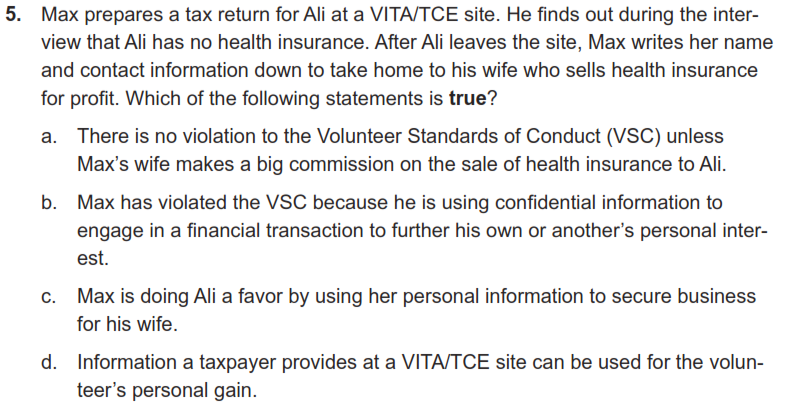 5. Max prepares a tax return for Ali at a VITA/TCE site. He finds out during the inter-
view that Ali has no health insurance. After Ali leaves the site, Max writes her name
and contact information down to take home to his wife who sells health insurance
for profit. Which of the following statements is true?
a. There is no violation to the Volunteer Standards of Conduct (VSC) unless
Max’s wife makes a big commission on the sale of health insurance to Ali.
b. Max has violated the VSC because he is using confidential information to
engage in a financial transaction to further his own or another’s personal inter-
est.
c. Max is doing Ali a favor by using her personal information to secure business
for his wife.
d. Information a taxpayer provides at a VITA/TCE site can be used for the volun-
teer’s personal gain.